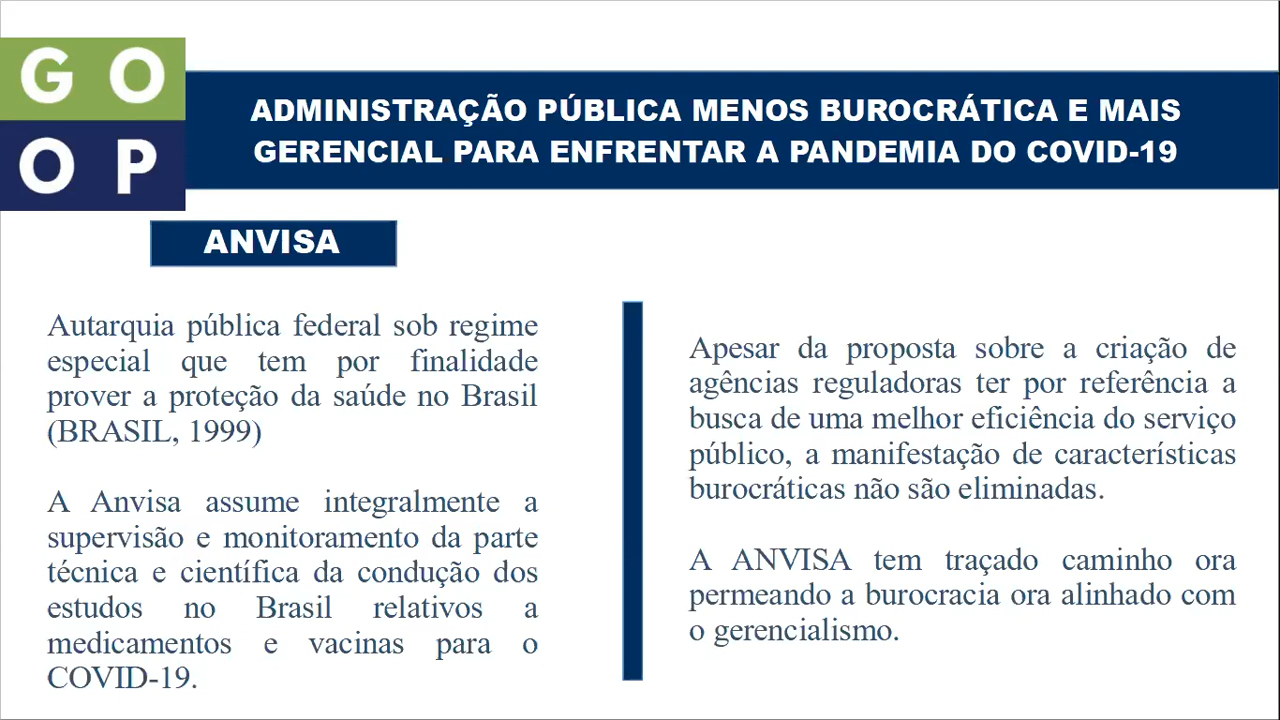 G O
O P
ADMINISTRAÇÃO PÚBLICA MENOS BUROCRÁTICA E MAIS
GERENCIAL PARA ENFRENTAR A PANDEMIA DO COVID-19
ANVISA
Autarquia pública federal sob regime
especial que tem por finalidade
prover a proteção da saúde no Brasil
(BRASIL, 1999)
A Anvisa assume integralmente a
supervisão e monitoramento da parte
técnica e científica da condução dos
estudos no Brasil relativos a
medicamentos e vacinas para o
COVID-19.
Apesar da proposta sobre a criação de
agências reguladoras ter por referência a
busca de uma melhor eficiência do serviço
público, a manifestação de características
burocráticas não são eliminadas.
A ANVISA tem traçado caminho ora
permeando a burocracia ora alinhado com
o gerencialismo.